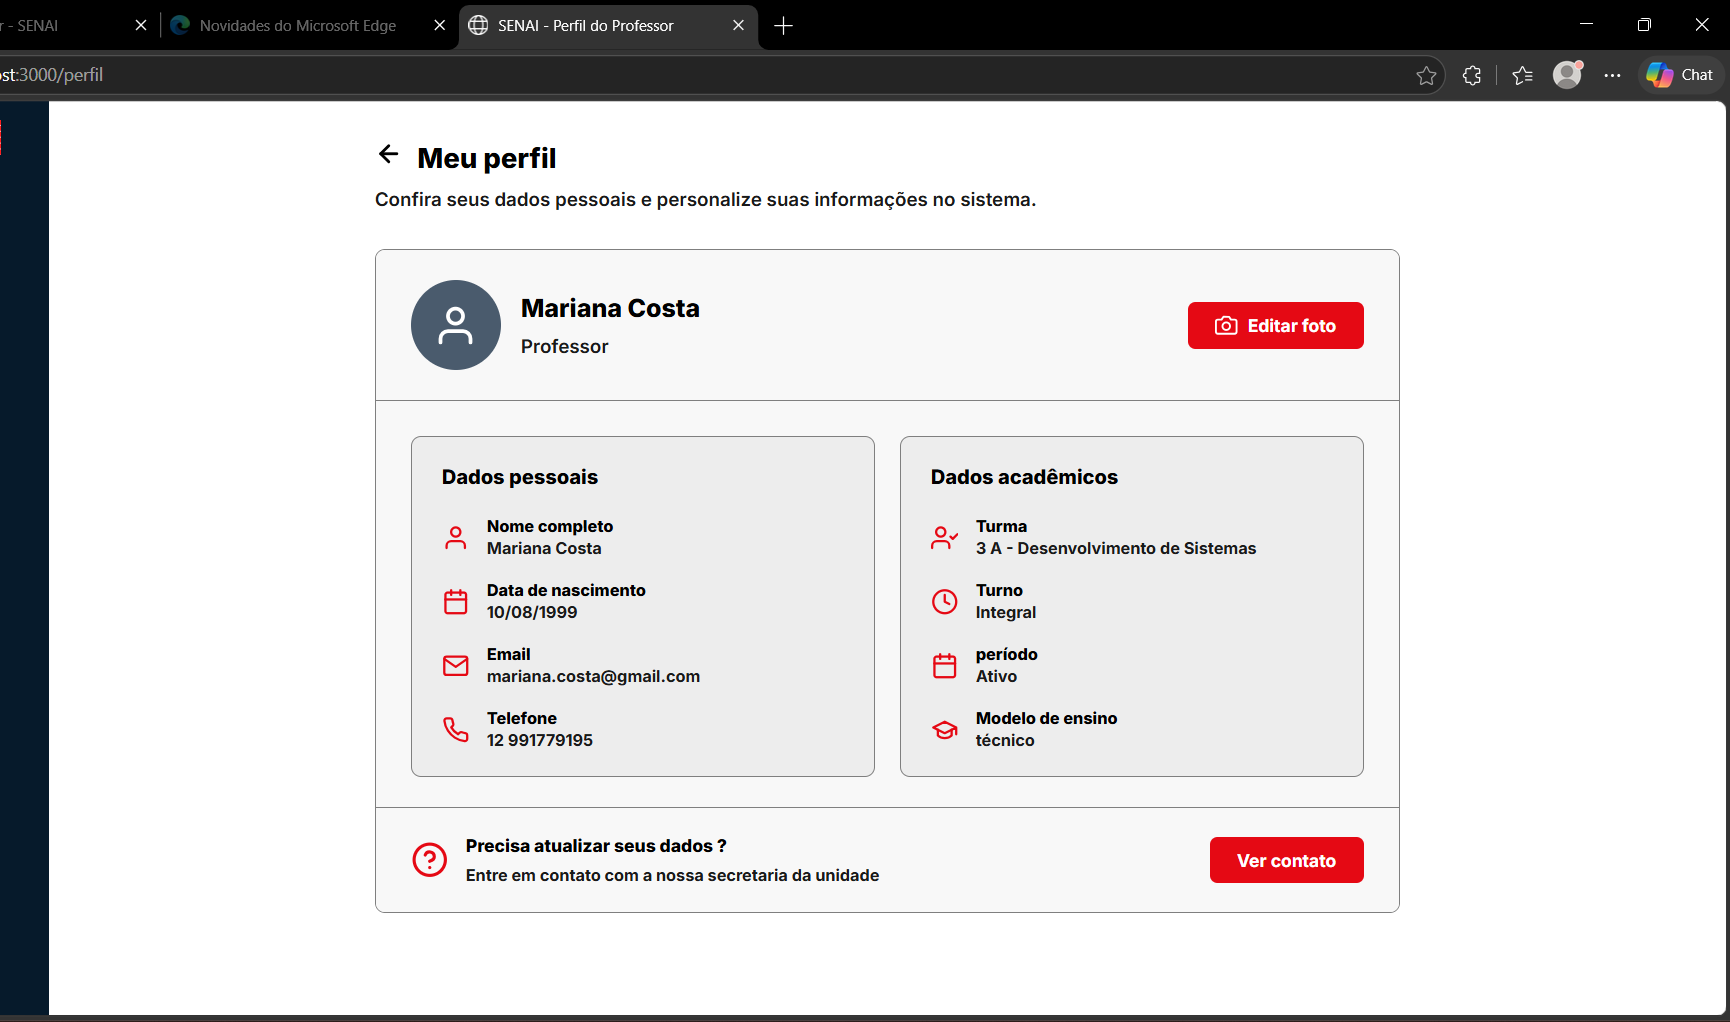 r - SENAI
Novidades do Microsoft Edge
SENAI - Perfil do Professor
ost:3000/perfil
Chat
Meu perfil
Confira seus dados pessoais e personalize suas informações no sistema.
Mariana Costa
Professor
Editar foto
Dados pessoais
Nome completo
Mariana Costa
Data de nascimento
10/08/1999
Email
mariana.costa@gmail.com
Telefone
12 991779195
Dados acadêmicos
Turma
3 A - Desenvolvimento de Sistemas
Turno
Integral
período
Ativo
Modelo de ensino
técnico
Precisa atualizar seus dados ?
Entre em contato com a nossa secretaria da unidade
Ver contato